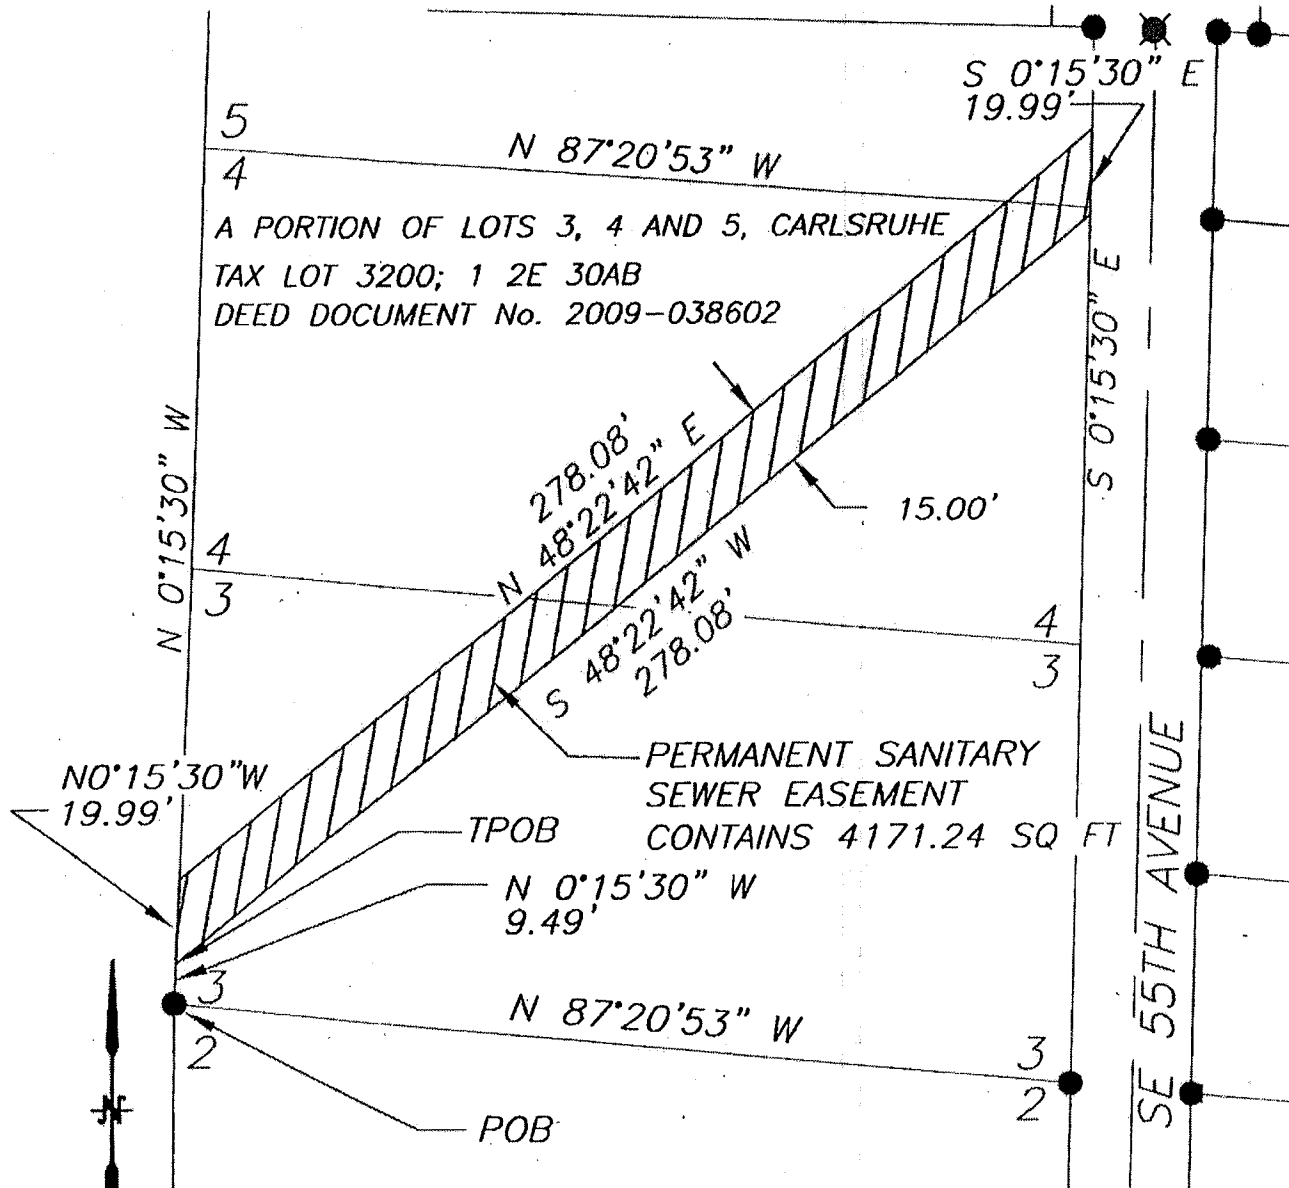 S 0°15'30" E
19.99'
5
4
N 87°20'53" W
A PORTION OF LOTS 3, 4 AND 5, CARLSRUHE
TAX LOT 3200; 1 2E 30AB
DEED DOCUMENT No. 2009-038602
S 0°15'30" E
N 0°15'30" W
278.08'
N 48°22'42" E
15.00'
4
3
S 48°22'42" W
278.08'
4
3
PERMANENT SANITARY
SEWER EASEMENT
CONTAINS 4171.24 SQ FT
N0°15'30"W
19.99'
TPOB
N 0°15'30" W
9.49'
SE 55TH AVENUE
3
2
N 87°20'53" W
3
2
POB
N